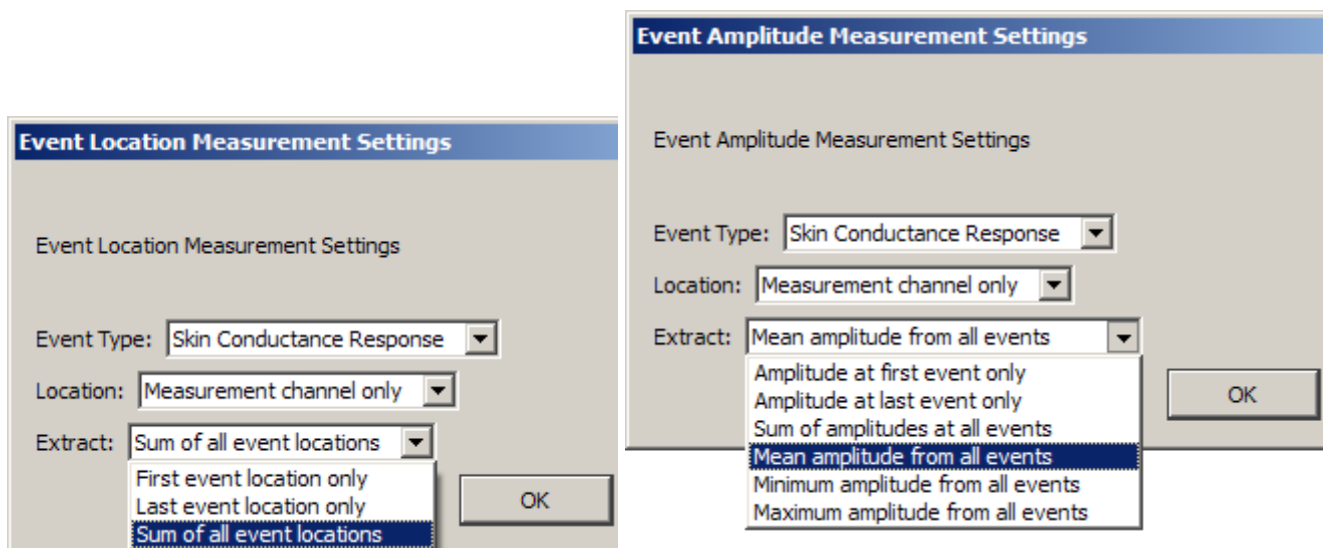 Event Location Measurement Settings
Event Location Measurement Settings
Event Type: Skin Conductance Response
Location: Measurement channel only
Extract: Sum of all event locations
First event location only
Last event location only
Sum of all event locations
OK
Event Amplitude Measurement Settings
Event Amplitude Measurement Settings
Event Type: Skin Conductance Response
Location: Measurement channel only
Extract: Mean amplitude from all events
Amplitude at first event only
Amplitude at last event only
Sum of amplitudes at all events
Mean amplitude from all events
Minimum amplitude from all events
Maximum amplitude from all events
OK